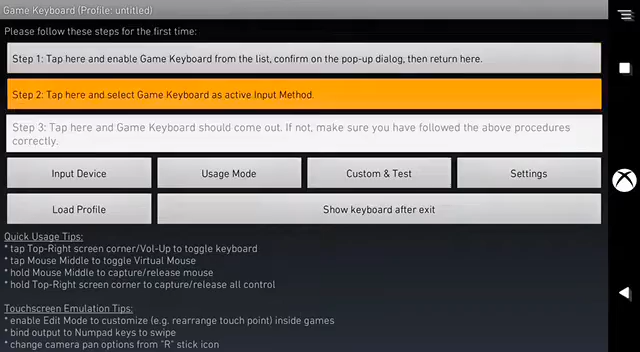 Game Keyboard (Profile: untitled)
Please follow these steps for the first time:
Step 1: Tap here and enable Game Keyboard from the list, confirm on the pop-up dialog, then return here.
Step 2: Tap here and select Game Keyboard as active Input Method.
Step 3: Tap here and Game Keyboard should come out. If not, make sure you have followed the above procedures
correctly.
Input Device
Usage Mode
Custom & Test
Settings
Load Profile
Show keyboard after exit
Quick Usage Tips:
* tap Top-Right screen corner/Vol-Up to toggle keyboard
* tap Mouse Middle to toggle Virtual Mouse
* hold Mouse Middle to capture/release mouse
* hold Top-Right screen corner to capture/release all control
Touchscreen Emulation Tips:
* enable Edit Mode to customize (e.g. rearrange touch point) inside games
* bind output to Numpad keys to swipe
* change camera pan options from "R" stick icon